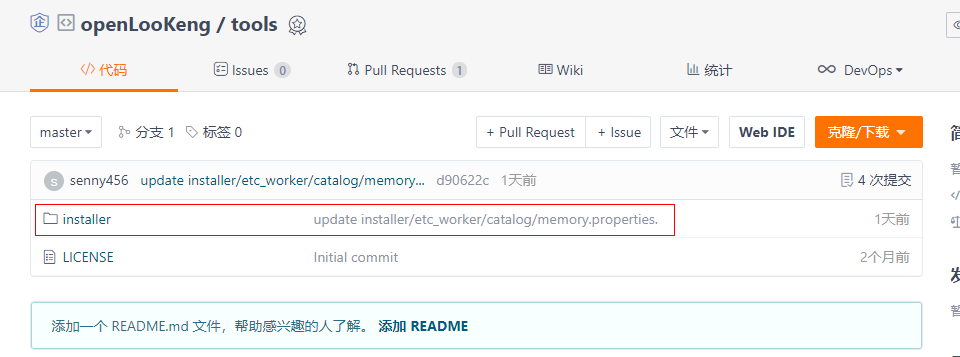 企 openLooKeng / tools
代码 Issues 0 Pull Requests 1 Wiki 统计 DevOps
master 分支 1 标签 0 + Pull Request + Issue 文件 Web IDE 克隆/下载
s senny456 update installer/etc_worker/catalog/memory... d90622c 1天前 4 次提交
installer update installer/etc_worker/catalog/memory.properties. 1天前
LICENSE Initial commit 2个月前
添加一个 README.md 文件，帮助感兴趣的人了解。 添加 README